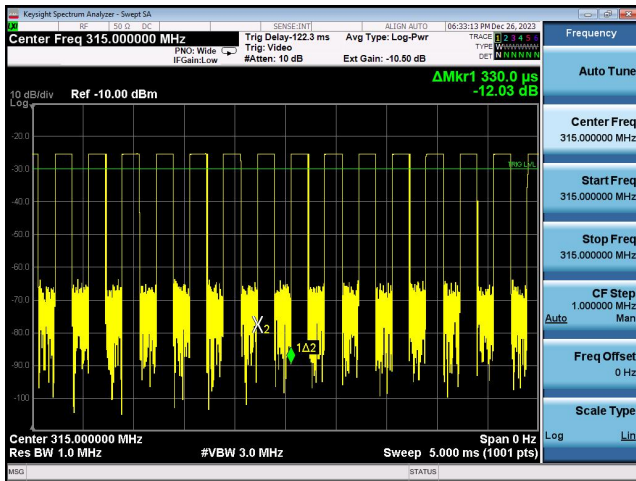 Keysight Spectrum Analyzer - Swept SA
RF 50 Ω DC SENSE:INT ALIGN AUTO 06:33:13 PM Dec 26, 2023
Center Freq 315.000000 MHz
PNO: Wide
IFGain:Low
Trig Delay-122.3 ms
Trig: Video
#Atten: 10 dB
Avg Type: Log-Pwr
Ext Gain: -10.50 dB
TRACE 1 2 3 4 5 6
TYPE WWWWWW
DET N N N N N N
ΔMkr1 330.0 µs
-12.03 dB
10 dB/div Ref -10.00 dBm
Log
-20.0
TRIG LVL
-30.0
-40.0
-50.0
-60.0
-70.0
-80.0
-90.0
-100
X2
1Δ2
Center 315.000000 MHz Span 0 Hz
Res BW 1.0 MHz #VBW 3.0 MHz Sweep 5.000 ms (1001 pts)
MSG STATUS
Frequency
Auto Tune
Center Freq
315.000000 MHz
Start Freq
315.000000 MHz
Stop Freq
315.000000 MHz
CF Step
1.000000 MHz
Auto Man
Freq Offset
0 Hz
Scale Type
Log Lin